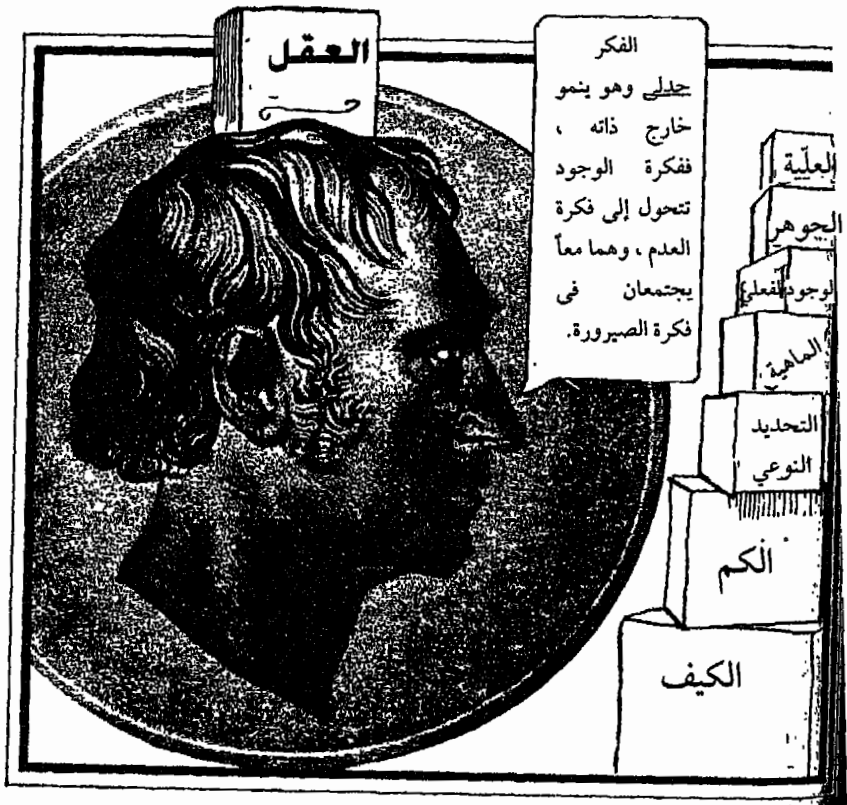 العقل
الفكر
جدلى وهو ينمو
خارج ذاته ،
ففكرة الوجود
تتحول إلى فكرة
العدم ، وهما معاً
يجتمعان فى
فكرة الصيرورة.
العلّية
الجوهر
الوجود الفعلي
الماهية
التحديد
النوعي
الكم
الكيف